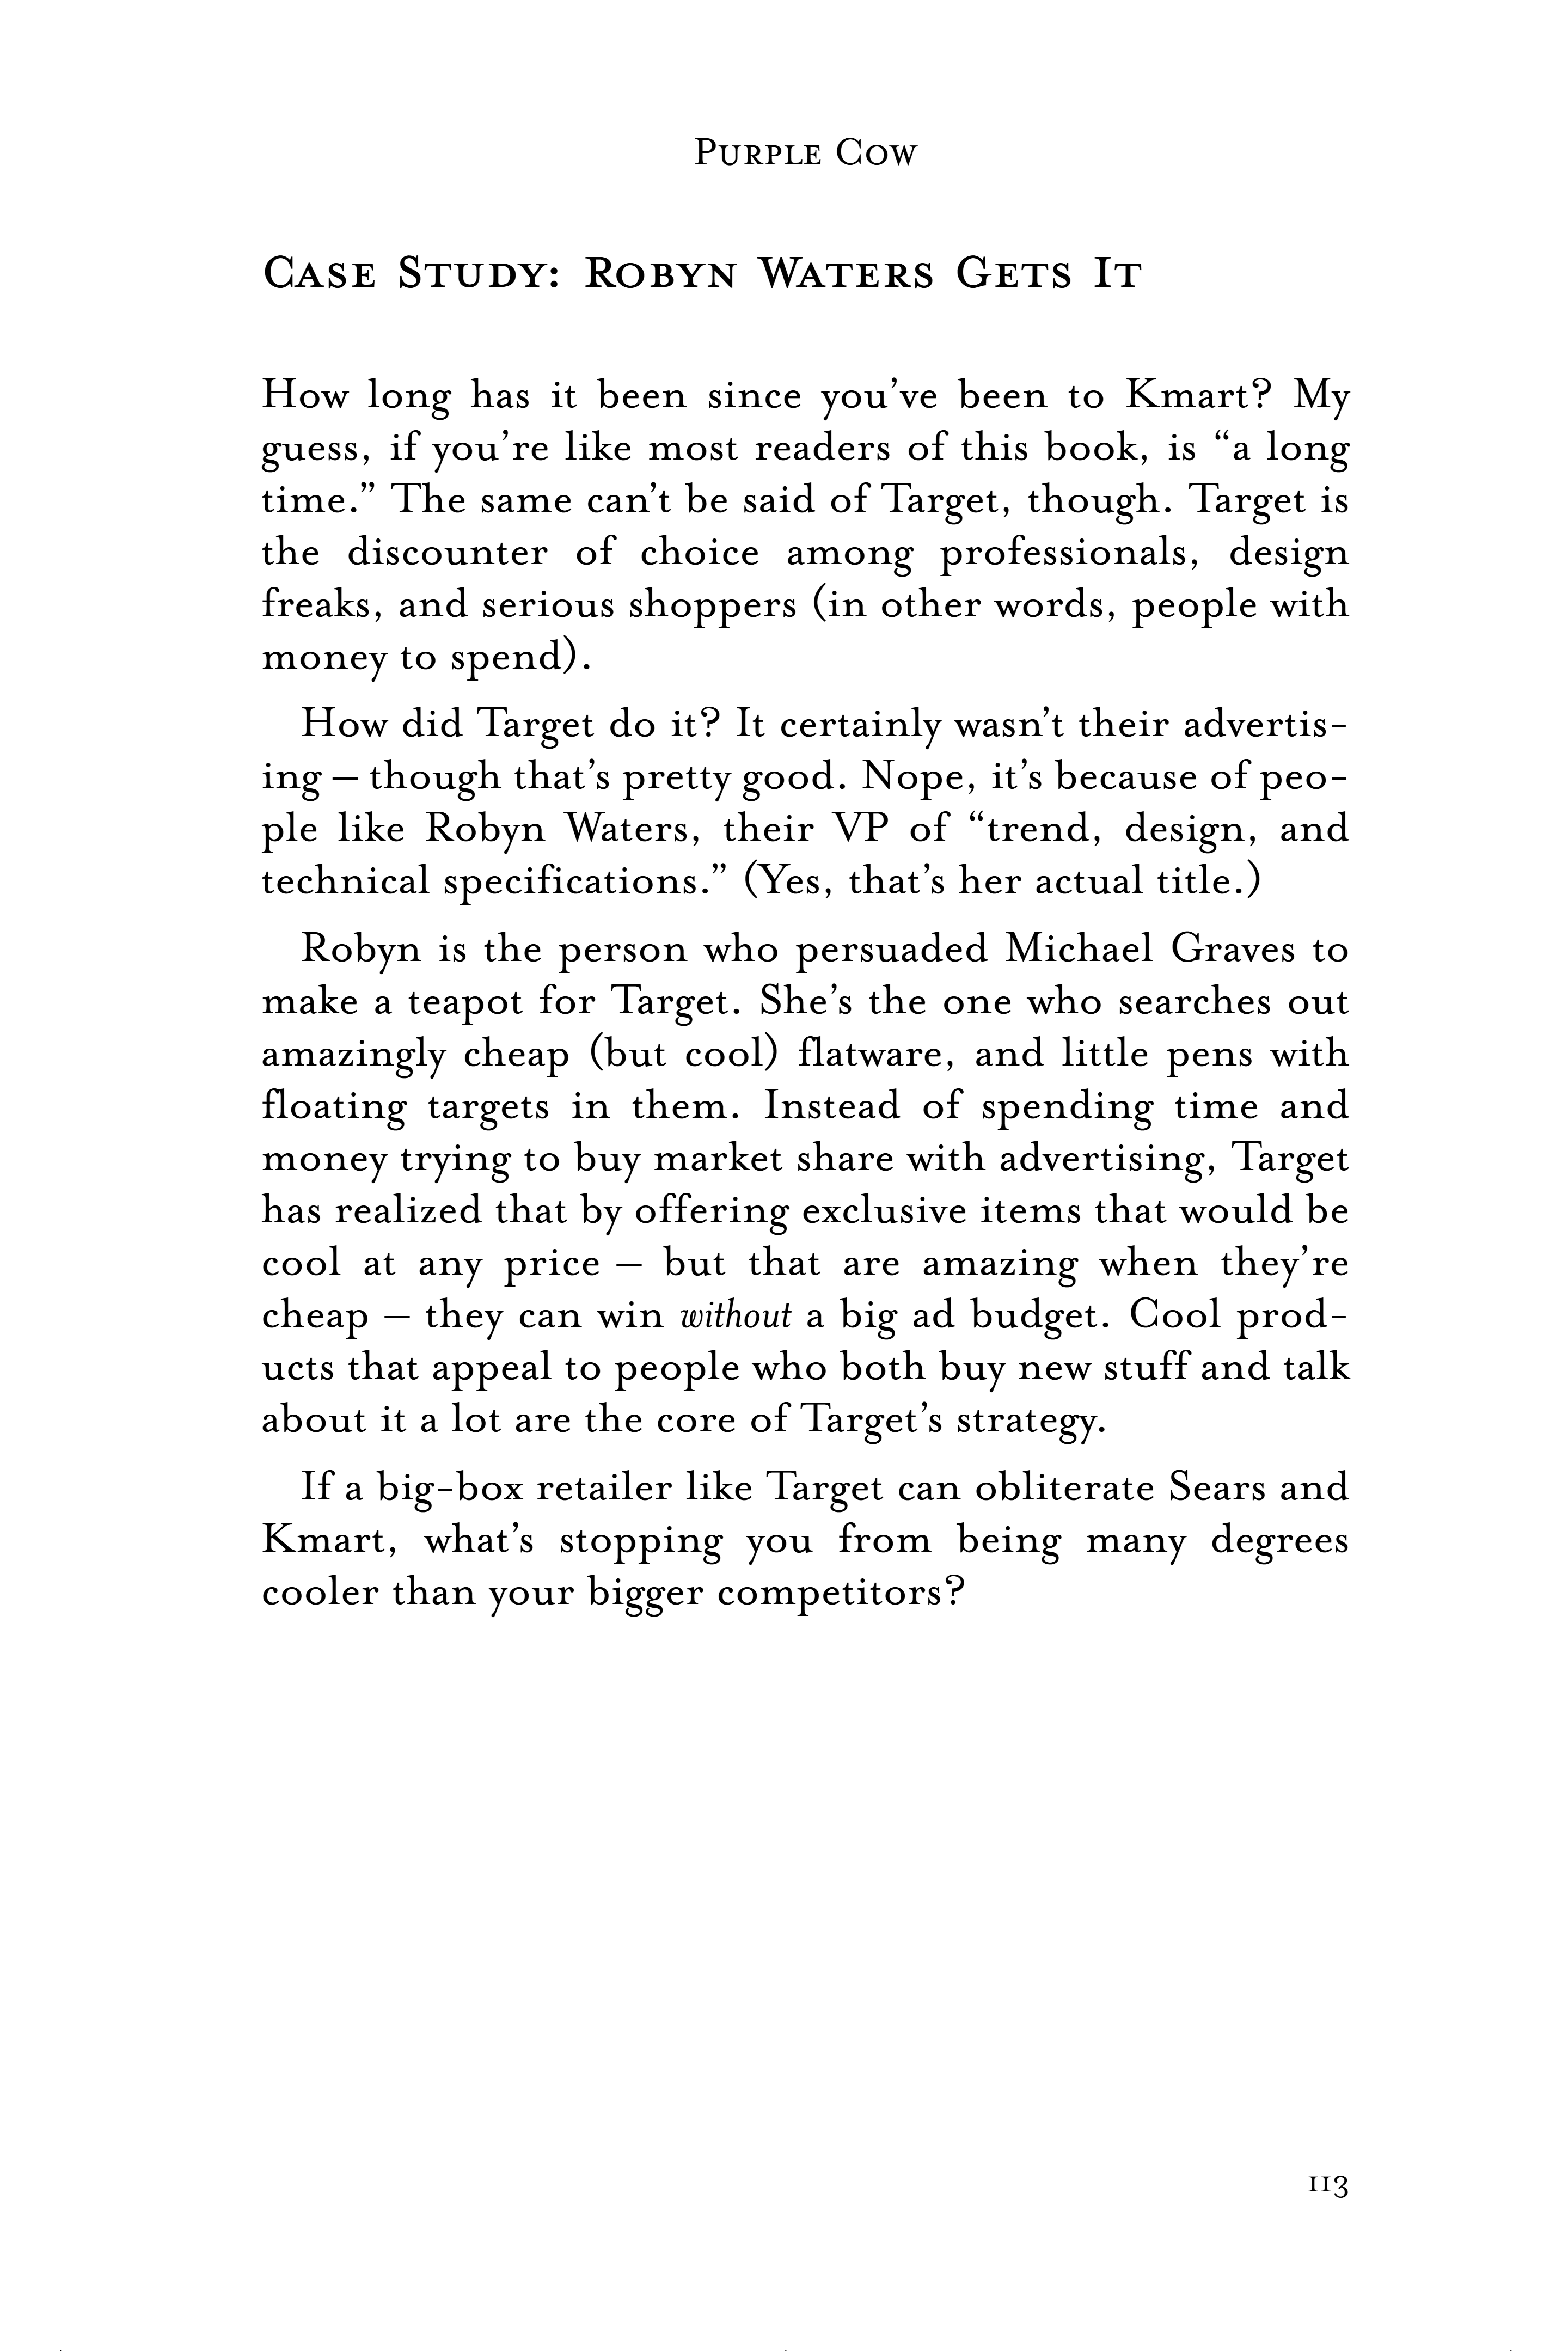 Purple Cow
Case Study: Robyn Waters Gets It
How long has it been since you’ve been to Kmart? My
guess, if you’re like most readers of this book, is “a long
time.” The same can’t be said of Target, though. Target is
the discounter of choice among professionals, design
freaks, and serious shoppers (in other words, people with
money to spend).
How did Target do it? It certainly wasn’t their advertis-
ing – though that’s pretty good. Nope, it’s because of peo-
ple like Robyn Waters, their VP of “trend, design, and
technical specifications.” (Yes, that’s her actual title.)
Robyn is the person who persuaded Michael Graves to
make a teapot for Target. She’s the one who searches out
amazingly cheap (but cool) flatware, and little pens with
floating targets in them. Instead of spending time and
money trying to buy market share with advertising, Target
has realized that by offering exclusive items that would be
cool at any price – but that are amazing when they’re
cheap – they can win without a big ad budget. Cool prod-
ucts that appeal to people who both buy new stuff and talk
about it a lot are the core of Target’s strategy.
If a big-box retailer like Target can obliterate Sears and
Kmart, what’s stopping you from being many degrees
cooler than your bigger competitors?
113